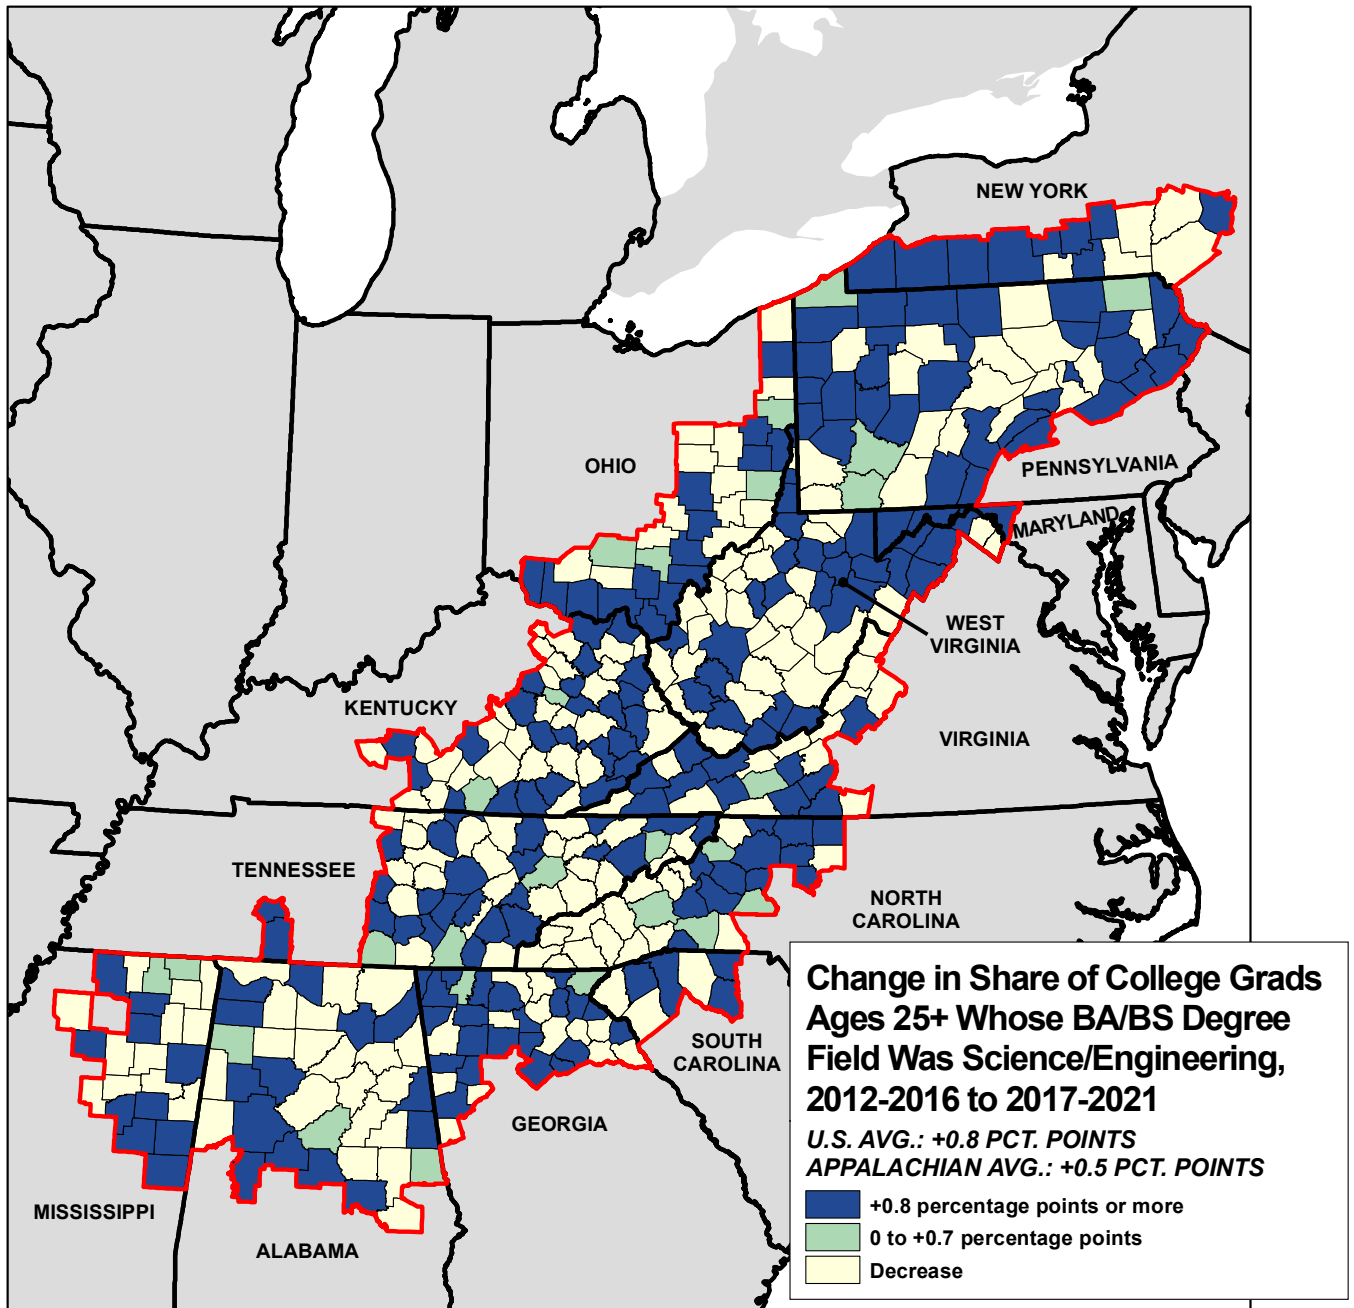 NEW YORK
OHIO
PENNSYLVANIA
MARYLAND
WEST
VIRGINIA
KENTUCKY
VIRGINIA
TENNESSEE
NORTH
CAROLINA
SOUTH
CAROLINA
GEORGIA
MISSISSIPPI
ALABAMA
Change in Share of College Grads
Ages 25+ Whose BA/BS Degree
Field Was Science/Engineering,
2012-2016 to 2017-2021
U.S. AVG.: +0.8 PCT. POINTS
APPALACHIAN AVG.: +0.5 PCT. POINTS
+0.8 percentage points or more
0 to +0.7 percentage points
Decrease